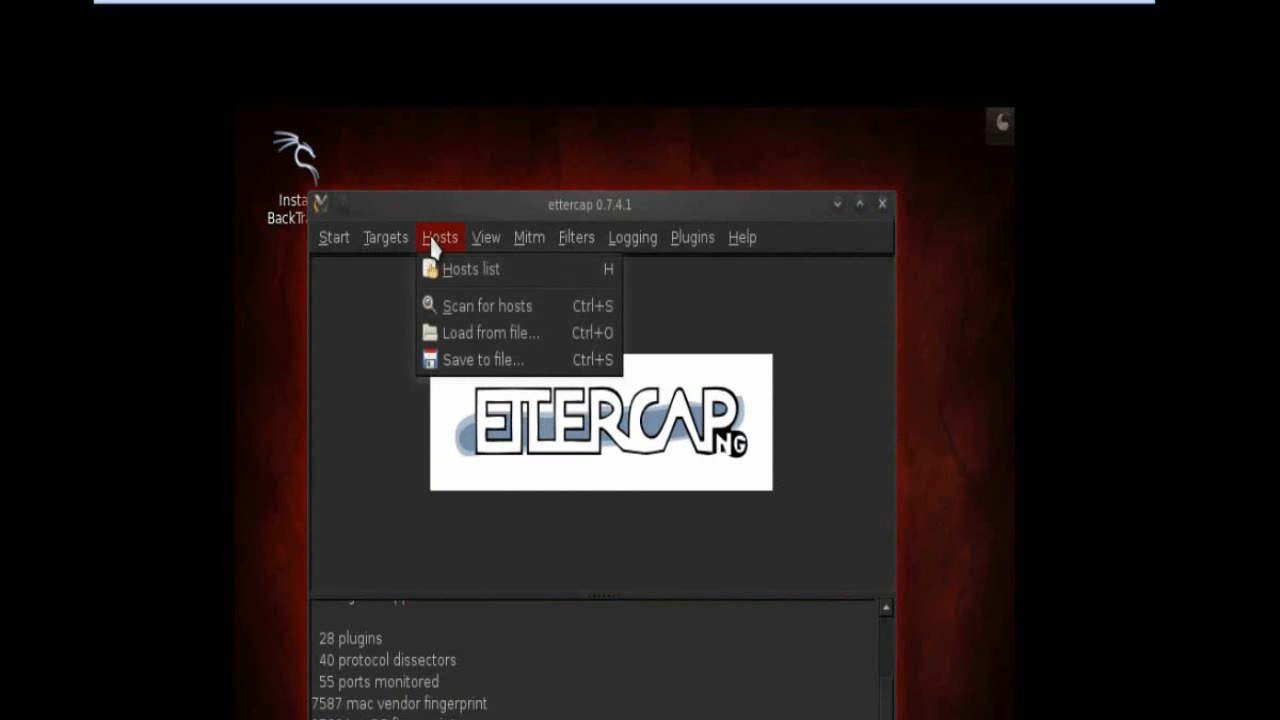 Insta
BackTr
ettercap 0.7.4.1
Start Targets Hosts View Mitm Filters Logging Plugins Help
Hosts list H
Scan for hosts Ctrl+S
Load from file... Ctrl+O
Save to file... Ctrl+S
ETTERCAP
NG
28 plugins
40 protocol dissectors
55 ports monitored
7587 mac vendor fingerprint